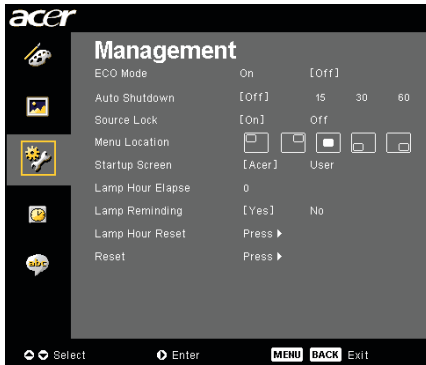 acer
Management
ECO Mode On [Off]
Auto Shutdown [Off] 15 30 60
Source Lock [On] Off
Menu Location
Startup Screen [Acer] User
Lamp Hour Elapse 0
Lamp Reminding [Yes] No
Lamp Hour Reset Press
Reset Press
abc
Select Enter MENU BACK Exit